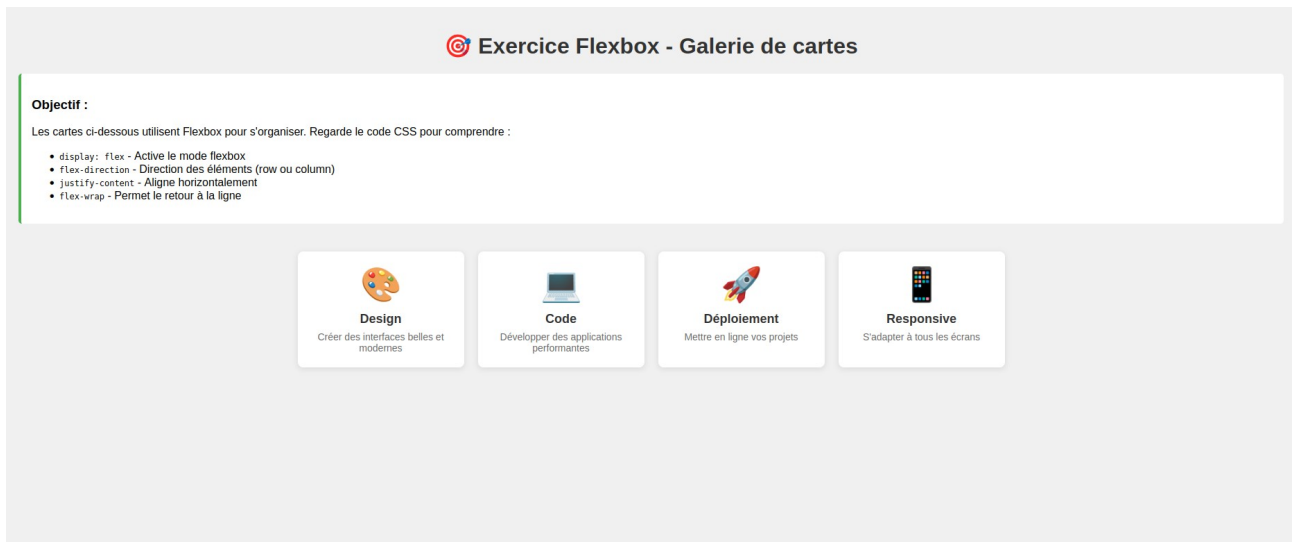 🎯 Exercice Flexbox - Galerie de cartes
Objectif :
Les cartes ci-dessous utilisent Flexbox pour s'organiser. Regarde le code CSS pour comprendre :
• display: flex - Active le mode flexbox
• flex-direction - Direction des éléments (row ou column)
• justify-content - Aligne horizontalement
• flex-wrap - Permet le retour à la ligne
Design
Créer des interfaces belles et
modernes
Code
Développer des applications
performantes
Déploiement
Mettre en ligne vos projets
Responsive
S'adapter à tous les écrans